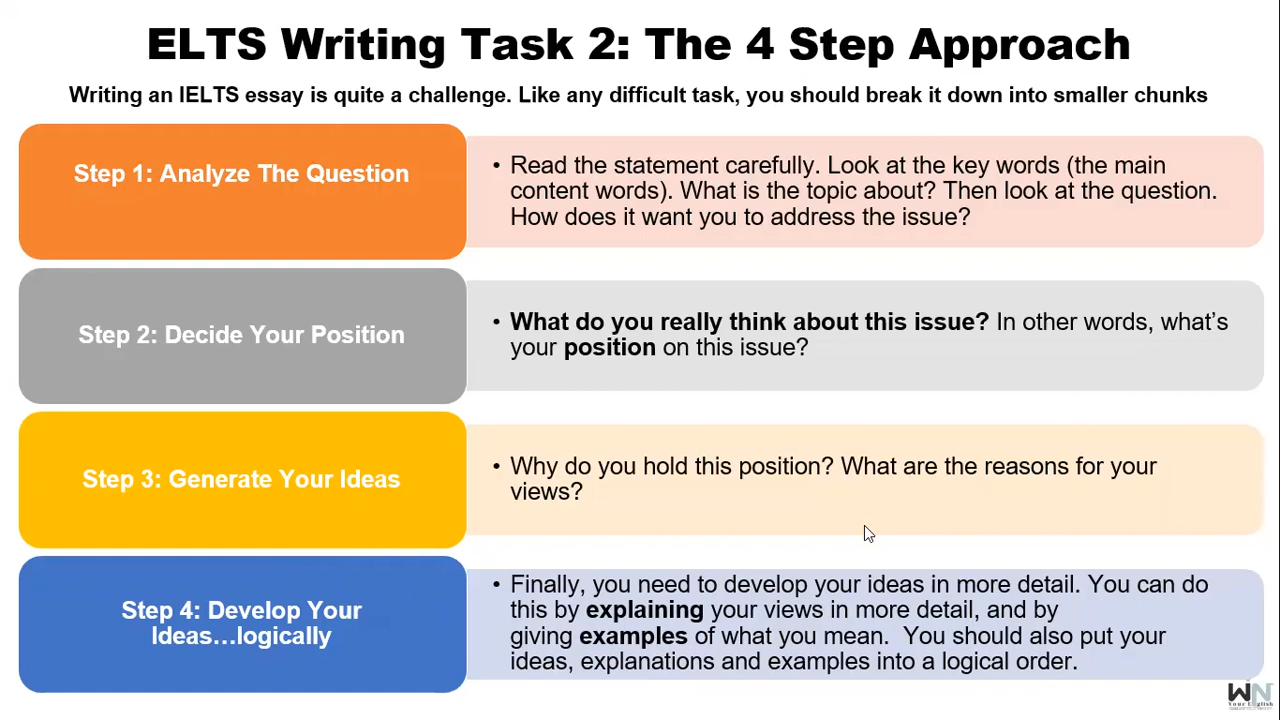 ELTS Writing Task 2: The 4 Step Approach
Writing an IELTS essay is quite a challenge. Like any difficult task, you should break it down into smaller chunks
Step 1: Analyze The Question
• Read the statement carefully. Look at the key words (the main
content words). What is the topic about? Then look at the question.
How does it want you to address the issue?
Step 2: Decide Your Position
• What do you really think about this issue? In other words, what's
your position on this issue?
Step 3: Generate Your Ideas
• Why do you hold this position? What are the reasons for your
views?
Step 4: Develop Your
Ideas…logically
• Finally, you need to develop your ideas in more detail. You can do
this by explaining your views in more detail, and by
giving examples of what you mean.  You should also put your
ideas, explanations and examples into a logical order.
WIN
Your English